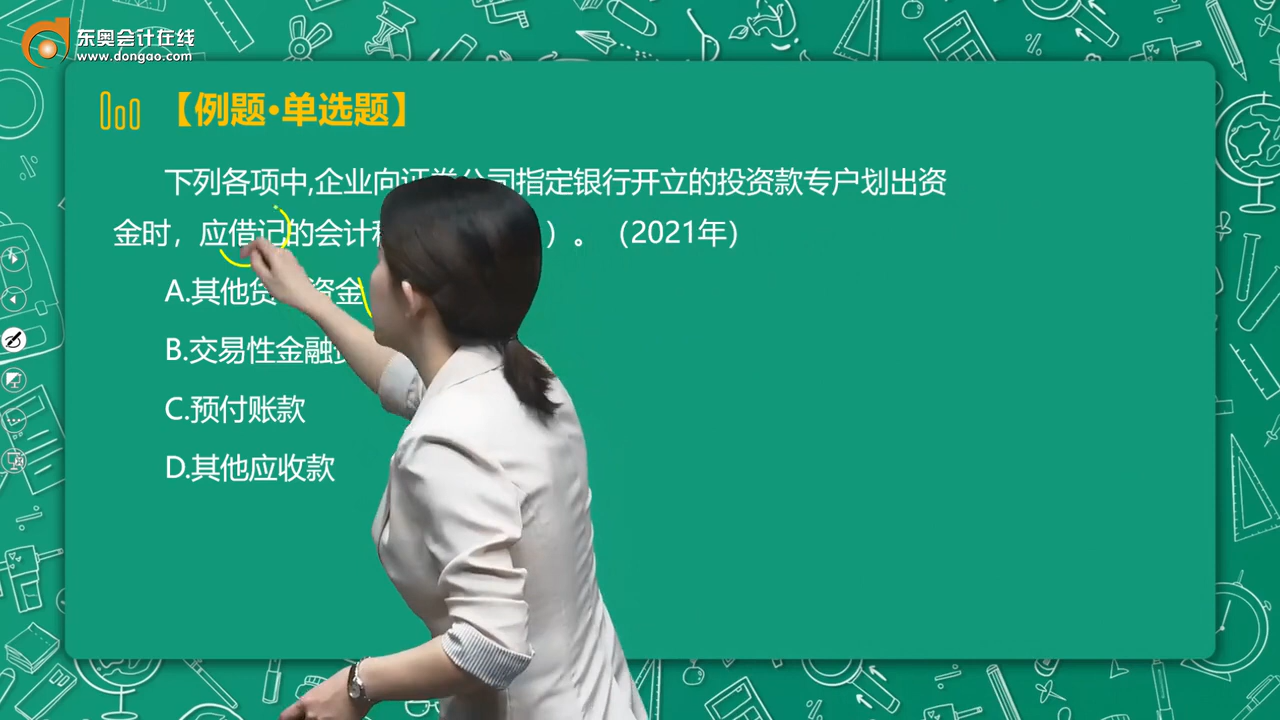 东奥会计在线
www.dongao.com
【例题•单选题】
下列各项中,企业向证券公司指定银行开立的投资款专户划出资
金时，应借记的会计 ）。（2021年）
A.其他货 资金
B.交易性金融
C.预付账款
D.其他应收款